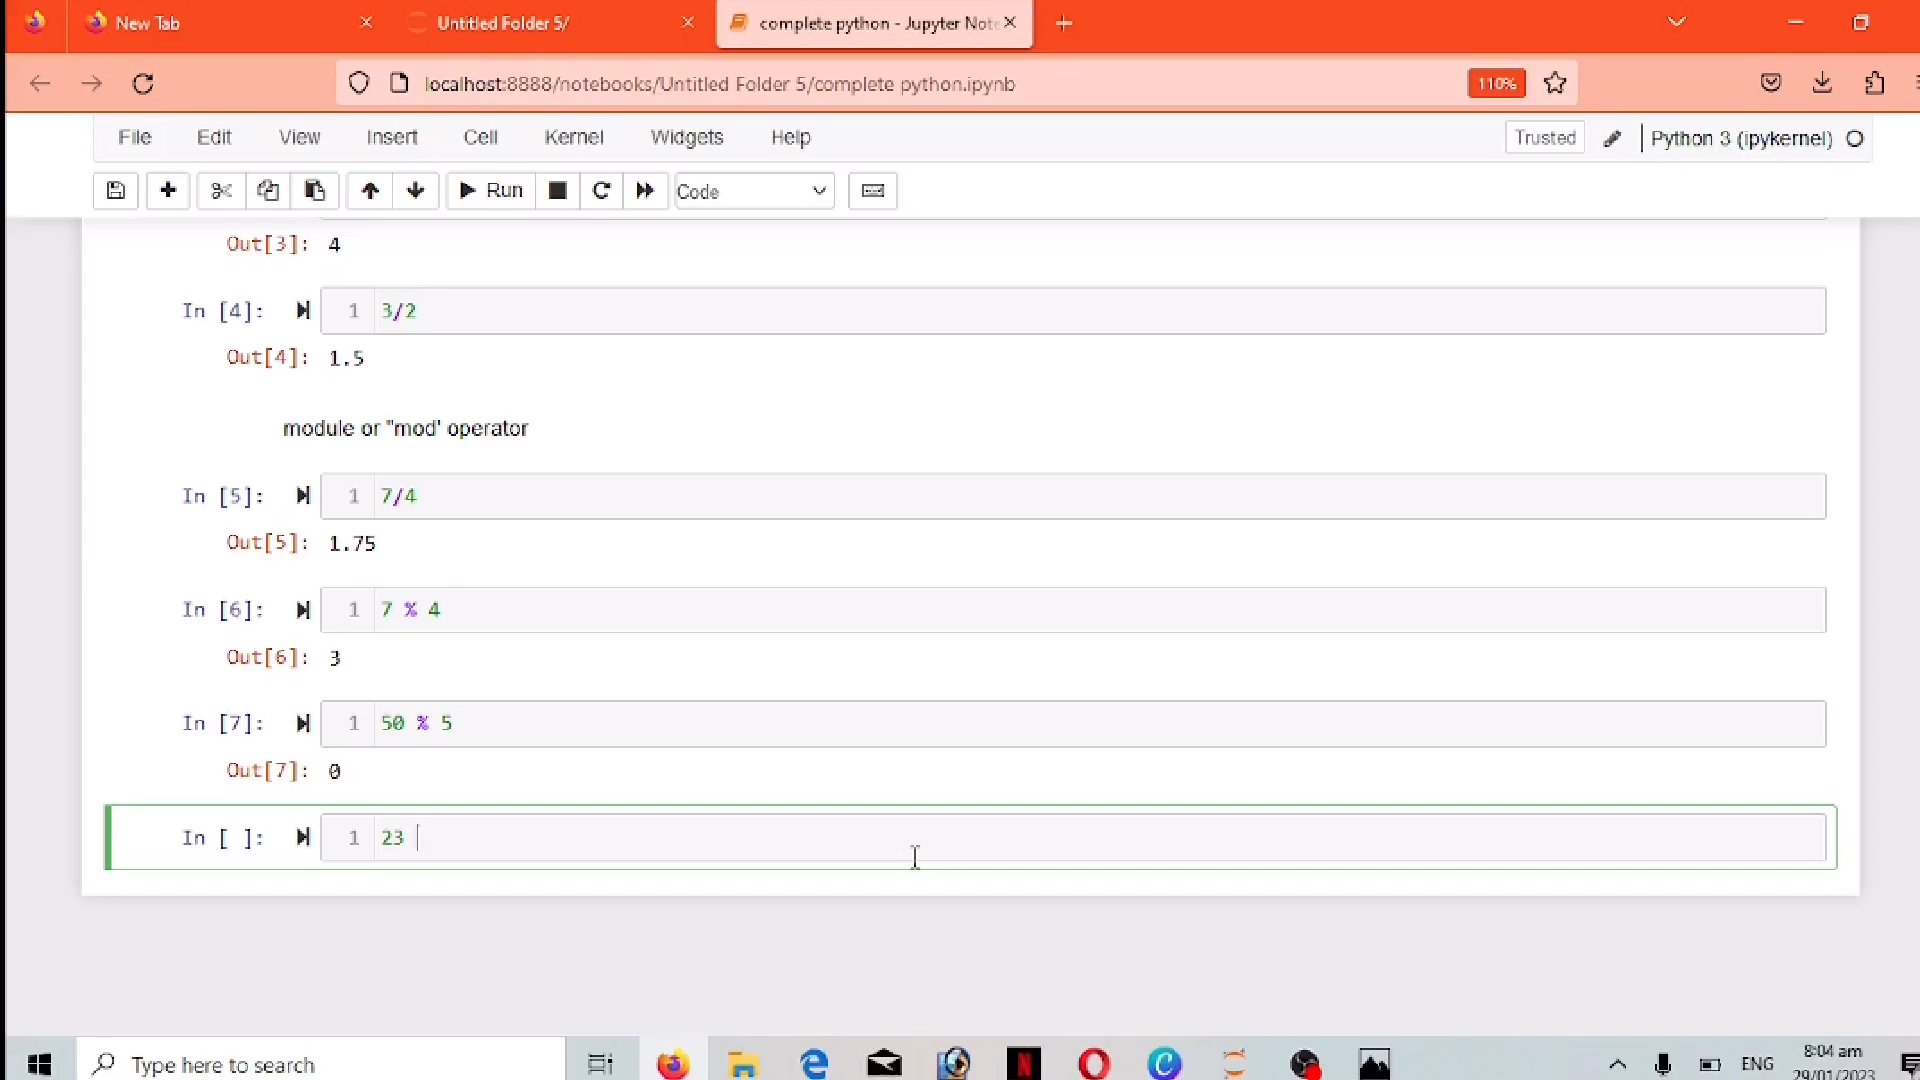 New Tab
Untitled Folder 5/
complete python - Jupyter Not
localhost:8888/notebooks/Untitled Folder 5/complete python.ipynb
110%
File Edit View Insert Cell Kernel Widgets Help
Trusted
Python 3 (ipykernel)
Run
Code
Out[3]: 4
In [4]: 1 3/2
Out[4]: 1.5
module or "mod' operator
In [5]: 1 7/4
Out[5]: 1.75
In [6]: 1 7 % 4
Out[6]: 3
In [7]: 1 50 % 5
Out[7]: 0
In [ ]: 1 23
Type here to search
ENG
8:04 am
29/01/2023